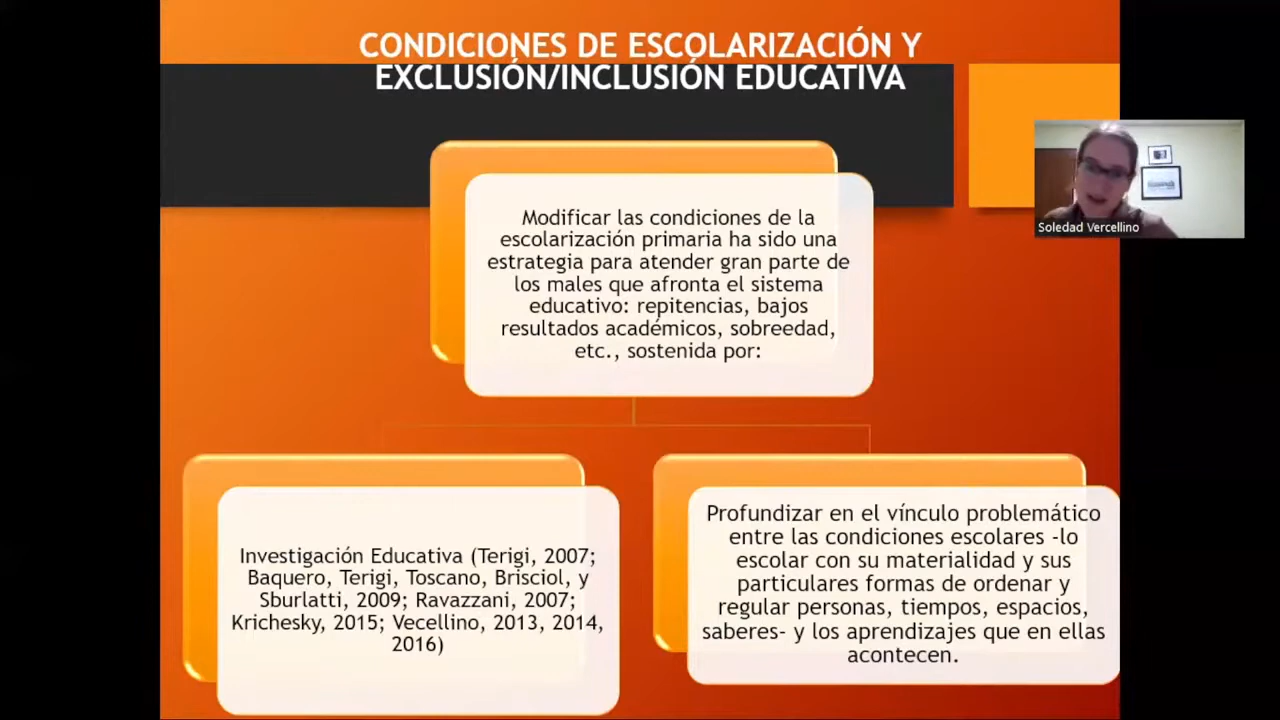 CONDICIONES DE ESCOLARIZACIÓN Y
EXCLUSIÓN/INCLUSIÓN EDUCATIVA
Modificar las condiciones de la
escolarización primaria ha sido una
estrategia para atender gran parte de
los males que afronta el sistema
educativo: repitencias, bajos
resultados académicos, sobreedad,
etc., sostenida por:
Soledad Vercellino
Investigación Educativa (Terigi, 2007;
Baquero, Terigi, Toscano, Brisciol, y
Sburlatti, 2009; Ravazzani, 2007;
Krichesky, 2015; Vecellino, 2013, 2014,
2016)
Profundizar en el vínculo problemático
entre las condiciones escolares -lo
escolar con su materialidad y sus
particulares formas de ordenar y
regular personas, tiempos, espacios,
saberes- y los aprendizajes que en ellas
acontecen.